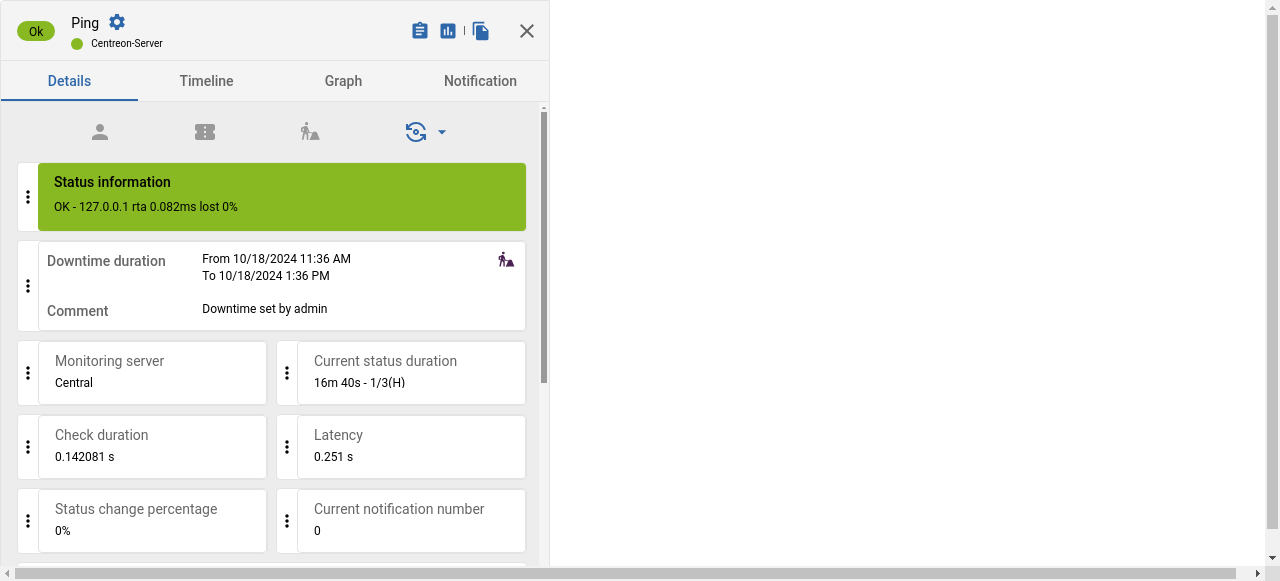 Ok
Ping
Centreon-Server
Details Timeline Graph Notification
Status information
OK - 127.0.0.1 rta 0.082ms lost 0%
Downtime duration
From 10/18/2024 11:36 AM
To 10/18/2024 1:36 PM
Comment
Downtime set by admin
Monitoring server
Central
Current status duration
16m 40s - 1/3(H)
Check duration
0.142081 s
Latency
0.251 s
Status change percentage
0%
Current notification number
0